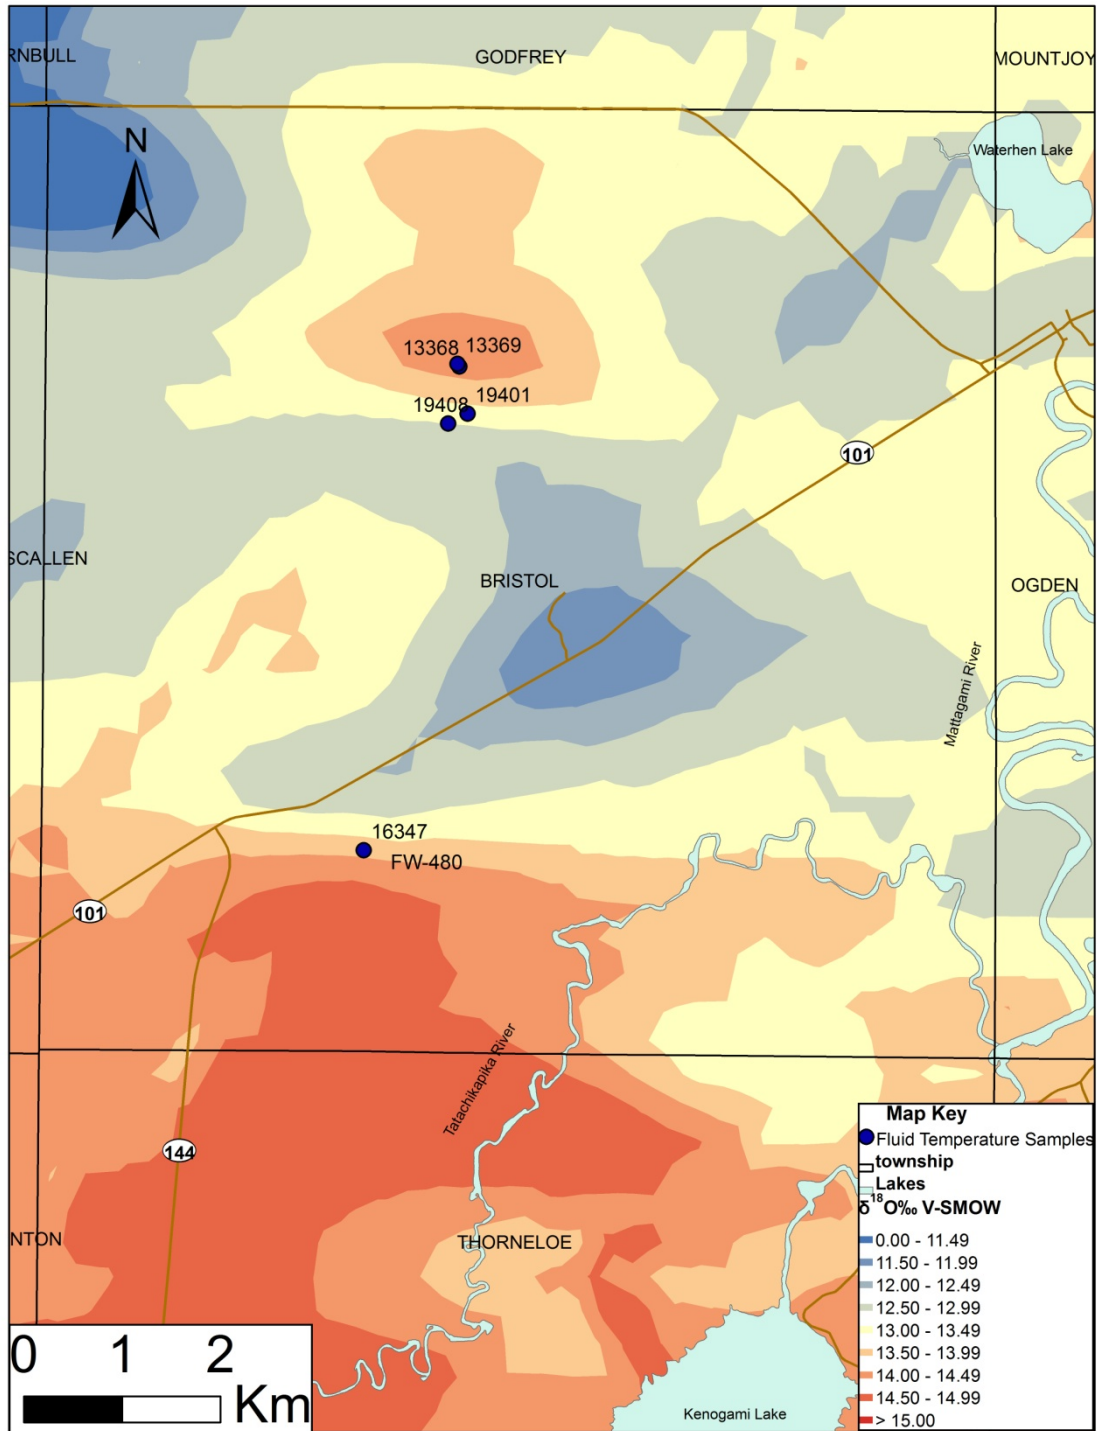 RNBULL
GODFREY
MOUNTJOY
N
Waterhen Lake
13368
13369
19401
19408
101
SCALLEN
BRISTOL
OGDEN
Mattagami River
16347
FW-480
101
Tatachikapika River
144
NTON
THORNELOE
Kenogami Lake
0 1 2
Km
Map Key
Fluid Temperature Samples
township
Lakes
δ¹⁸O‰ V-SMOW
0.00 - 11.49
11.50 - 11.99
12.00 - 12.49
12.50 - 12.99
13.00 - 13.49
13.50 - 13.99
14.00 - 14.49
14.50 - 14.99
> 15.00